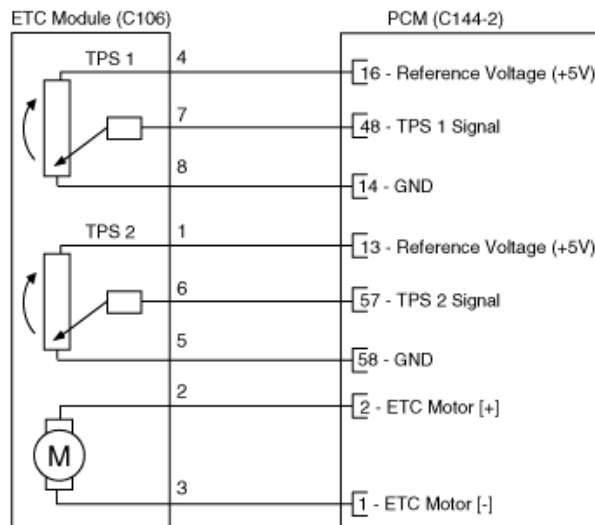 ETC Module (C106)
PCM (C144-2)
TPS 1
4
16 - Reference Voltage (+5V)
7
48 - TPS 1 Signal
8
14 - GND
TPS 2
1
13 - Reference Voltage (+5V)
6
57 - TPS 2 Signal
5
58 - GND
2
2 - ETC Motor [+]
M
3
1 - ETC Motor [-]